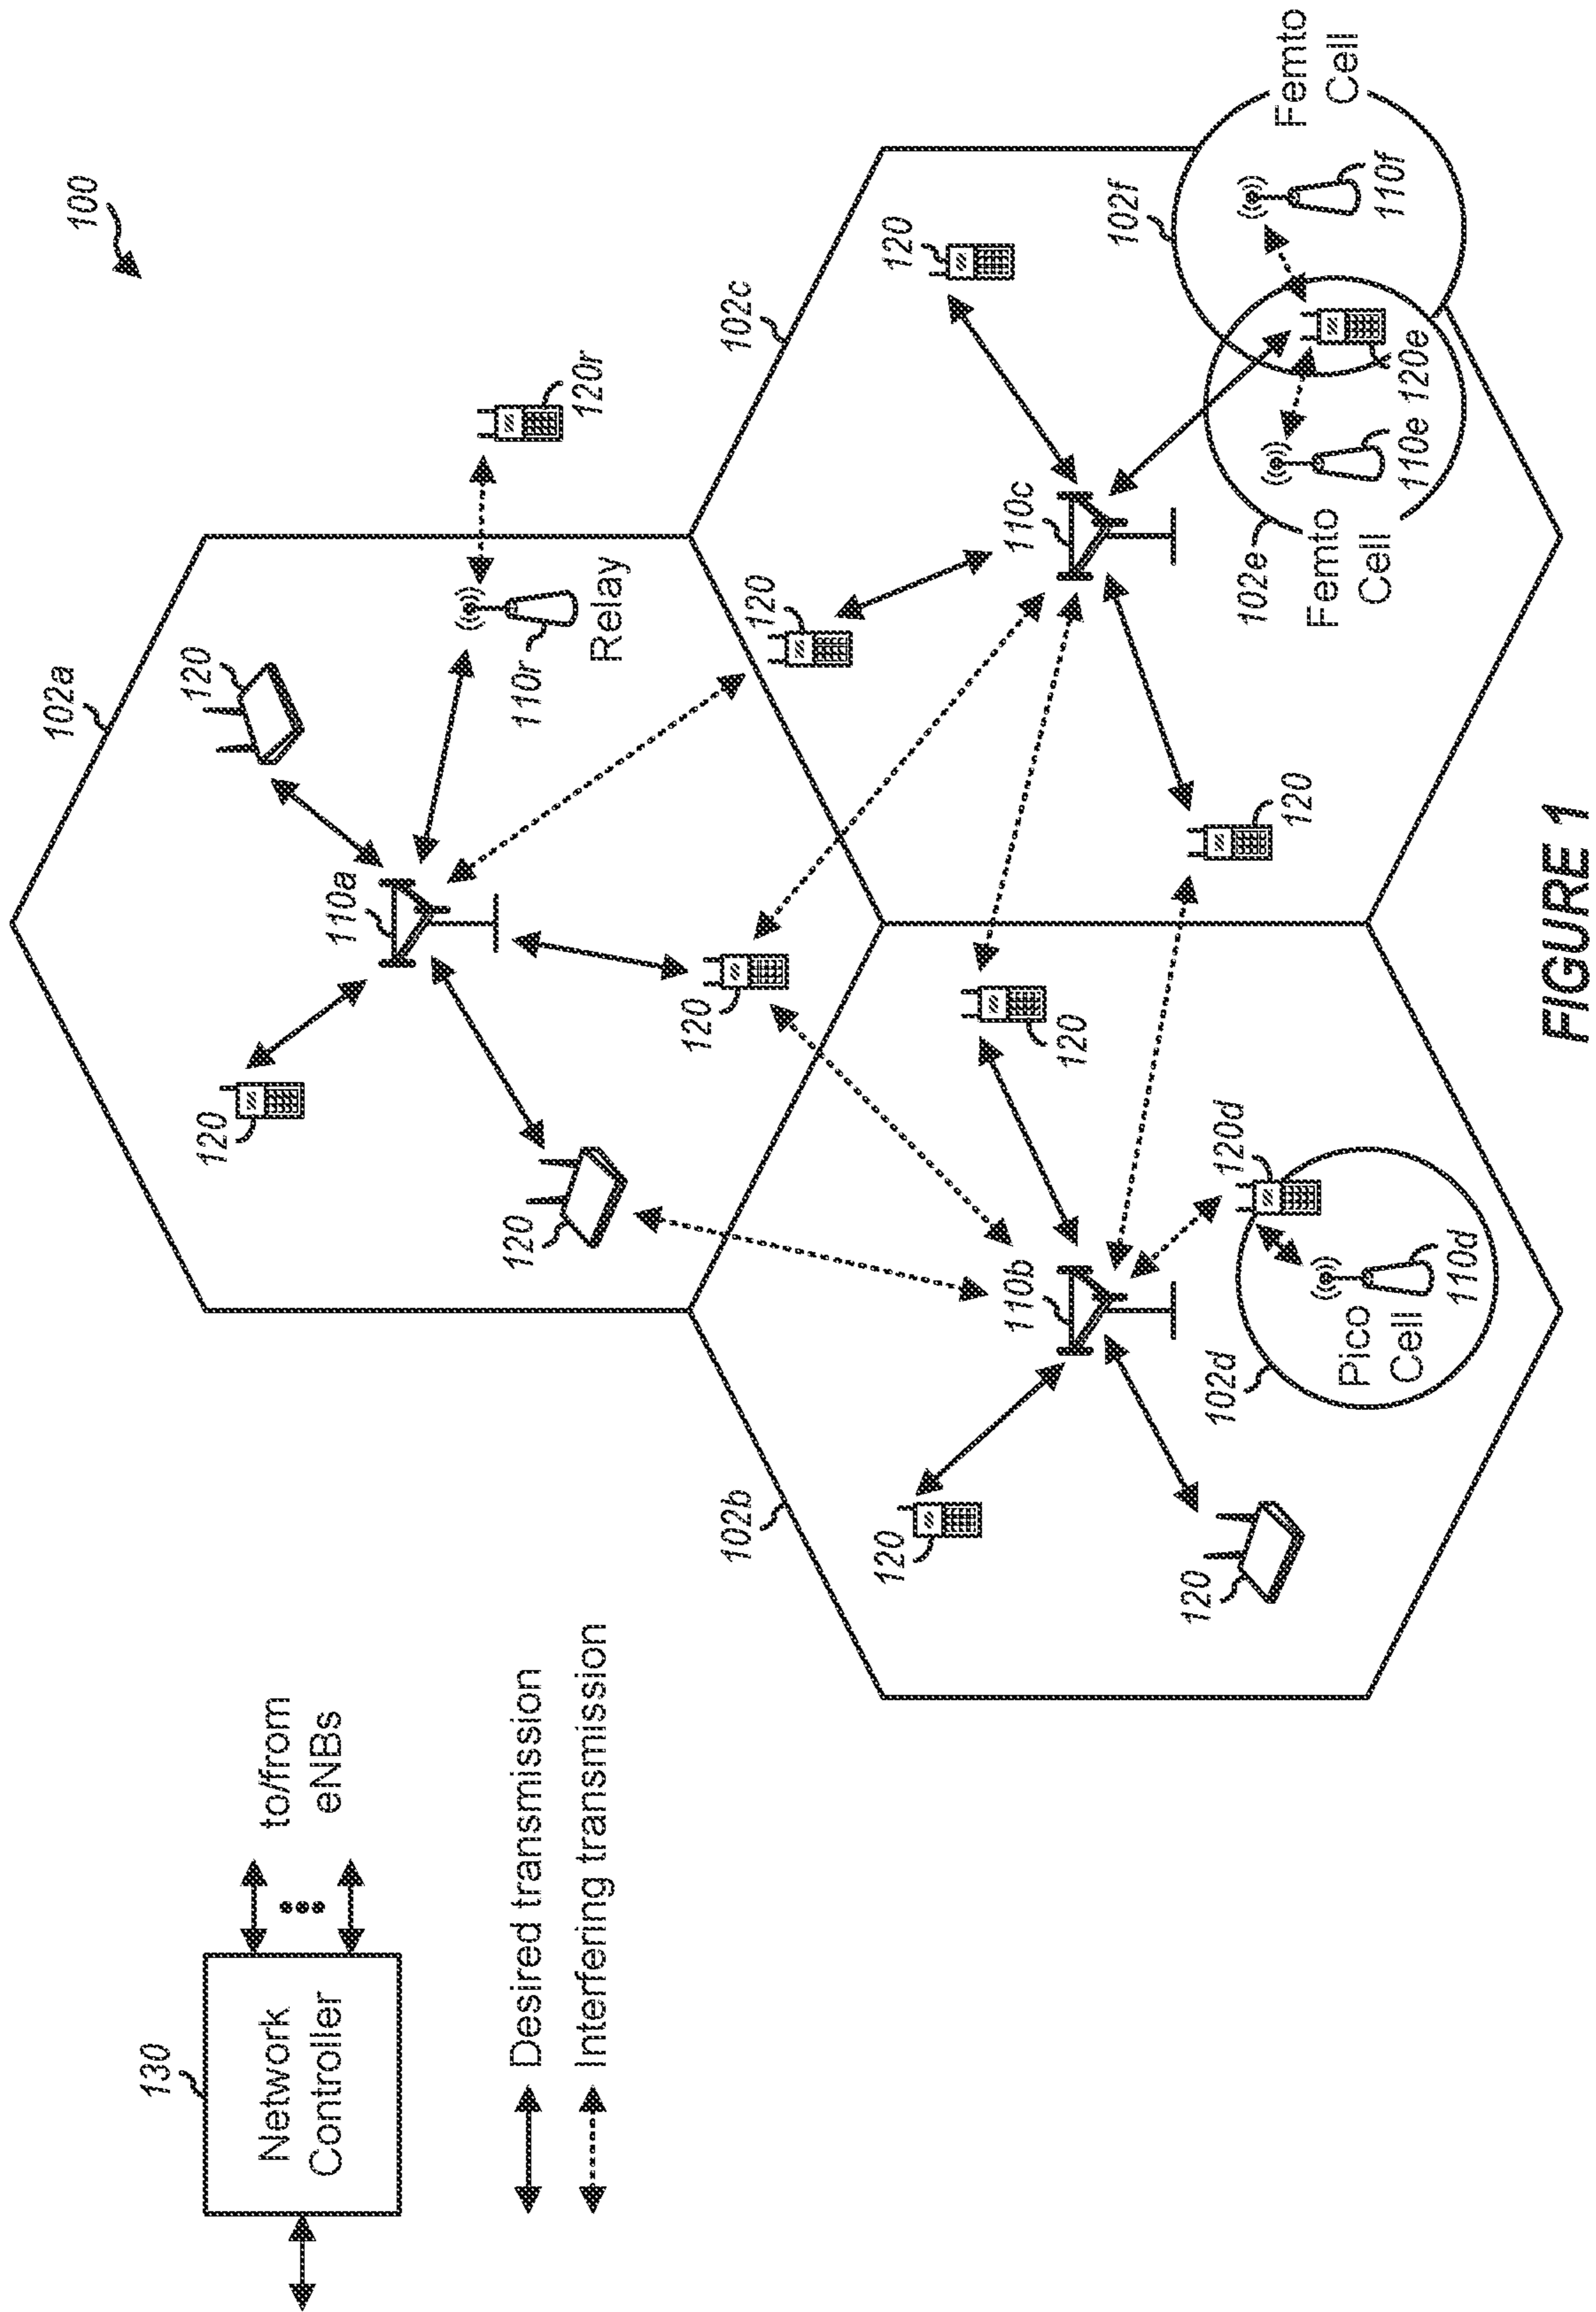 100
130
Network
Controller
to/from
eNBs
Desired transmission
Interfering transmission
102a
120
120
110a
120
120
110r
Relay
120r
120
102b
120
110b
120
120
102d
Pico
Cell
110d
120d
102c
120
110c
120
120
102e
Femto
Cell
110e
120e
102f
110f
Femto
Cell
FIGURE 1